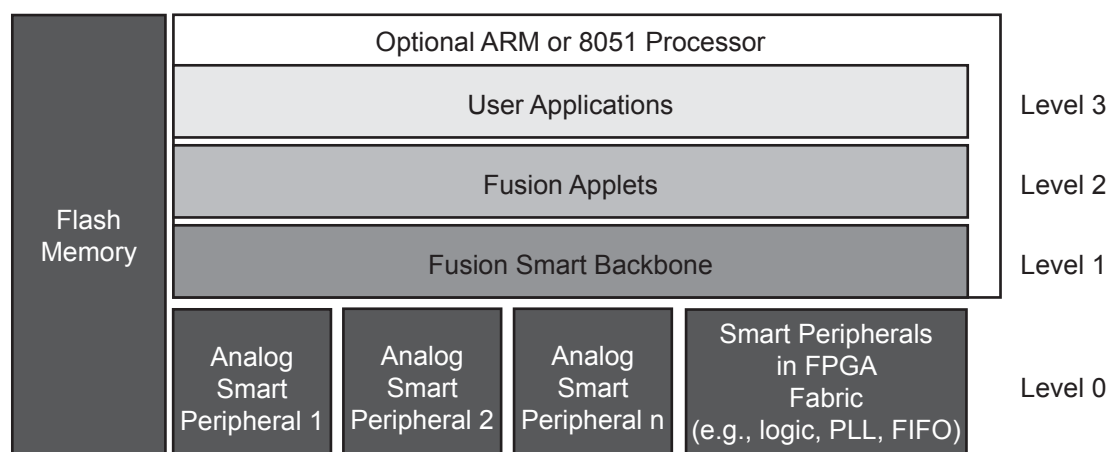 Optional ARM or 8051 Processor
User Applications
Level 3
Fusion Applets
Level 2
Flash
Memory
Fusion Smart Backbone
Level 1
Analog
Smart
Peripheral 1
Analog
Smart
Peripheral 2
Analog
Smart
Peripheral n
Smart Peripherals
in FPGA
Fabric
(e.g., logic, PLL, FIFO)
Level 0